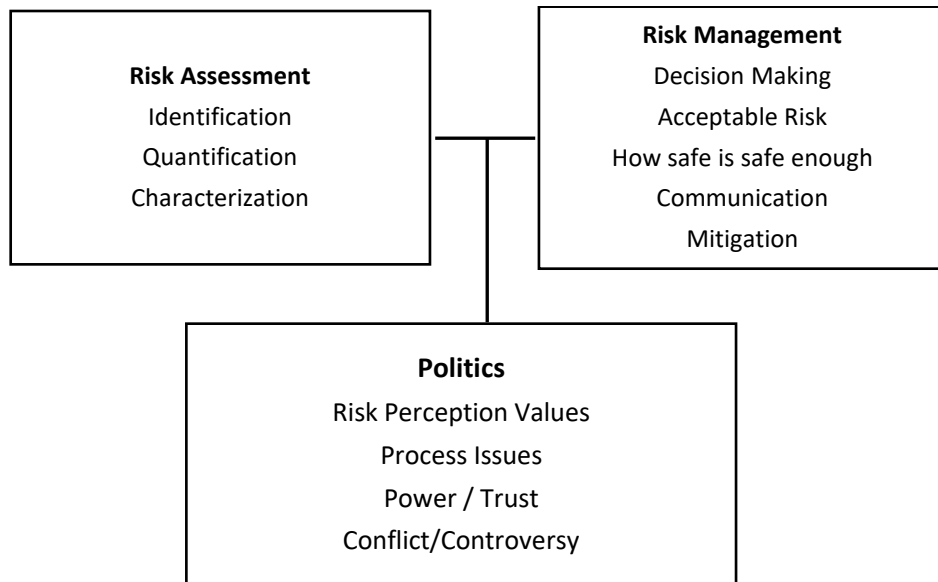 Risk Assessment
Identification
Quantification
Characterization
Risk Management
Decision Making
Acceptable Risk
How safe is safe enough
Communication
Mitigation
Politics
Risk Perception Values
Process Issues
Power / Trust
Conflict/Controversy